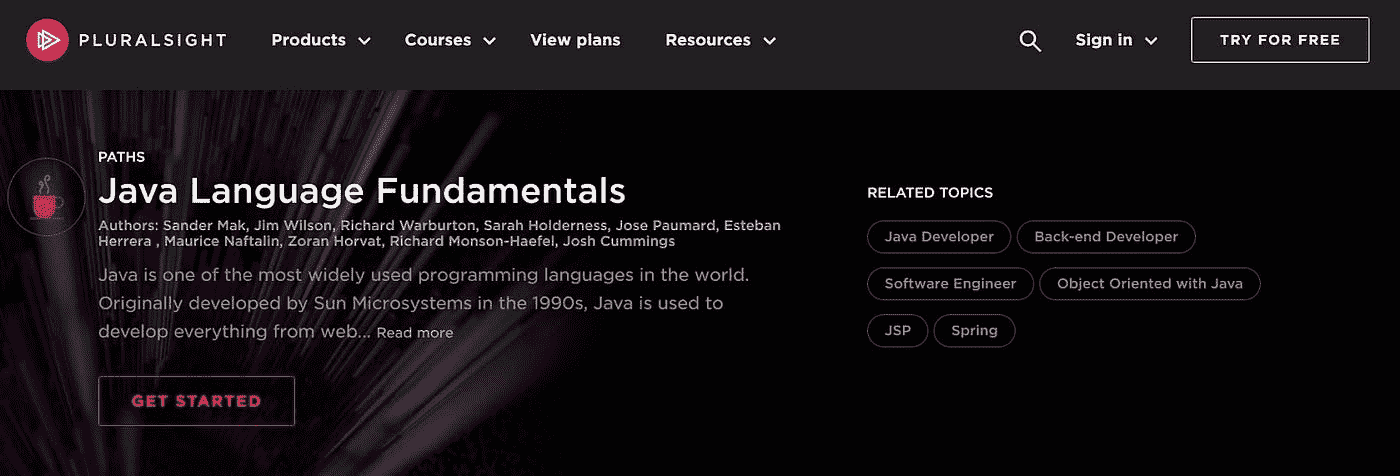 PLURALSIGHT Products Courses View plans Resources Sign in TRY FOR FREE
PATHS
Java Language Fundamentals
Authors: Sander Mak, Jim Wilson, Richard Warburton, Sarah Holderness, Jose Paumard, Esteban
Herrera , Maurice Naftalin, Zoran Horvat, Richard Monson-Haefel, Josh Cummings
Java is one of the most widely used programming languages in the world.
Originally developed by Sun Microsystems in the 1990s, Java is used to
develop everything from web... Read more
GET STARTED
RELATED TOPICS
Java Developer Back-end Developer
Software Engineer Object Oriented with Java
JSP Spring